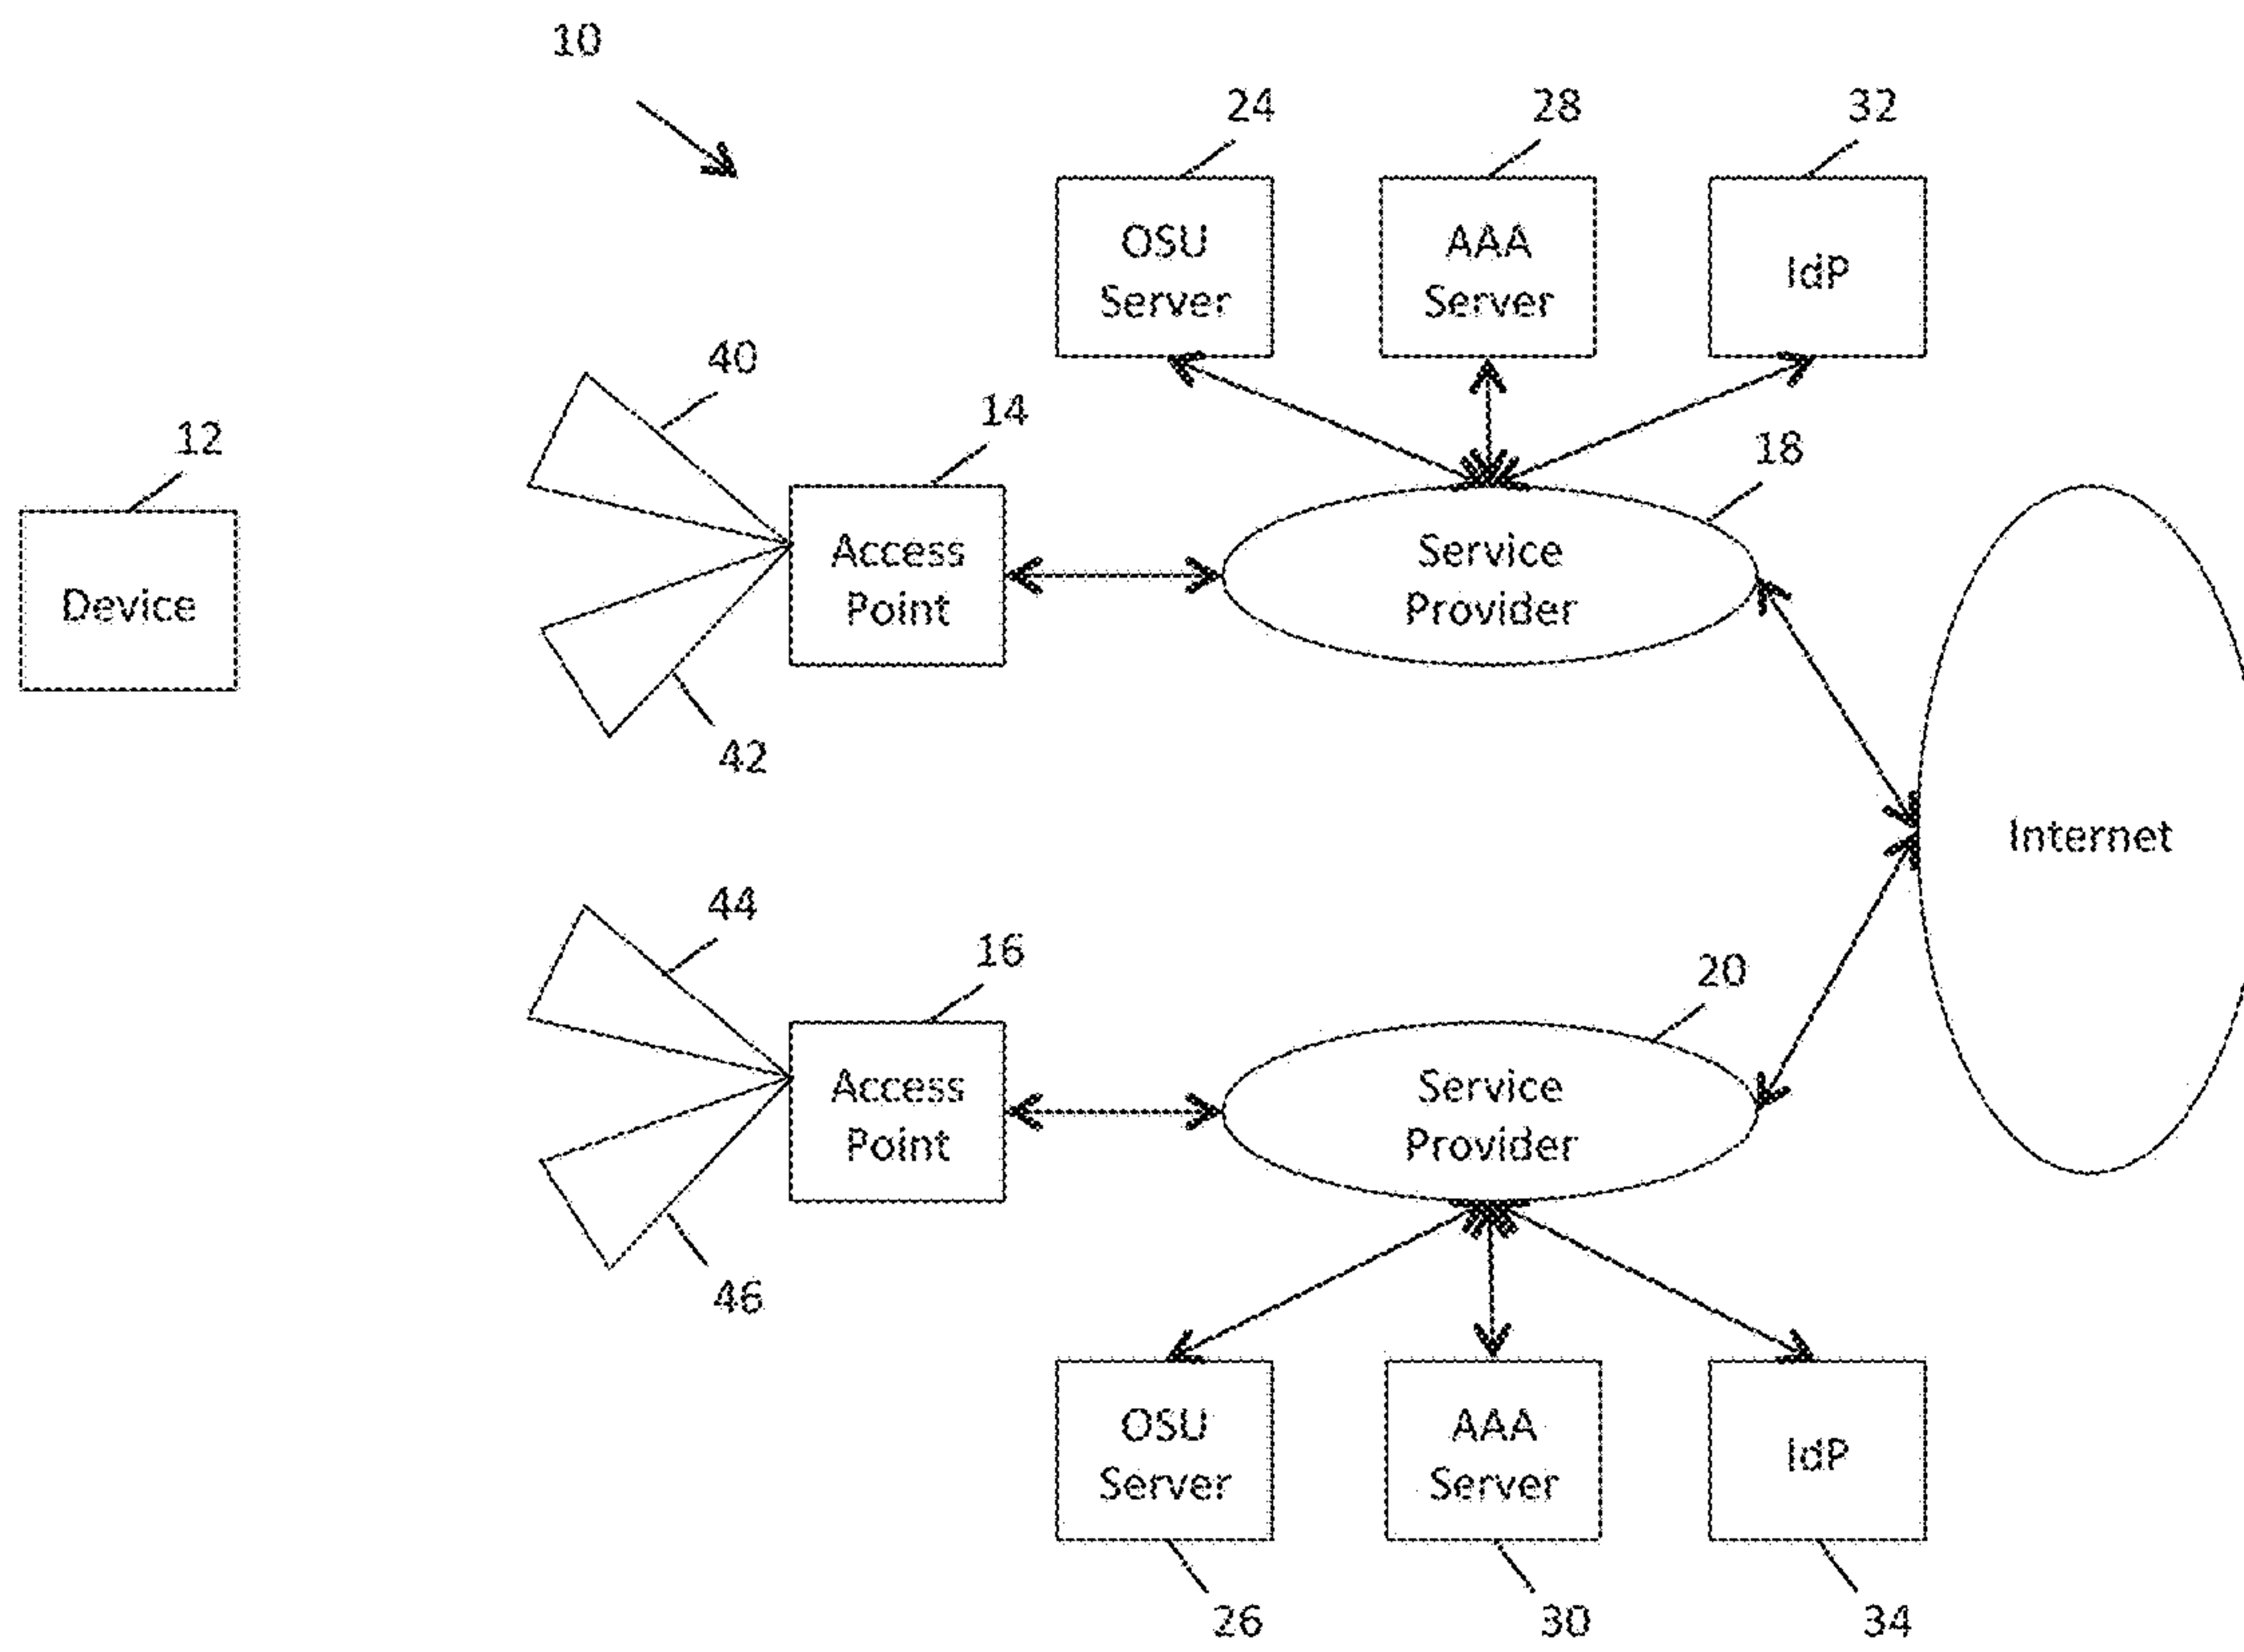 10
24
28
32
OSU
Server
AAA
Server
IdP
40
14
12
18
Device
Access
Point
Service
Provider
42
Internet
44
16
20
Access
Point
Service
Provider
46
OSU
Server
AAA
Server
IdP
26
30
34